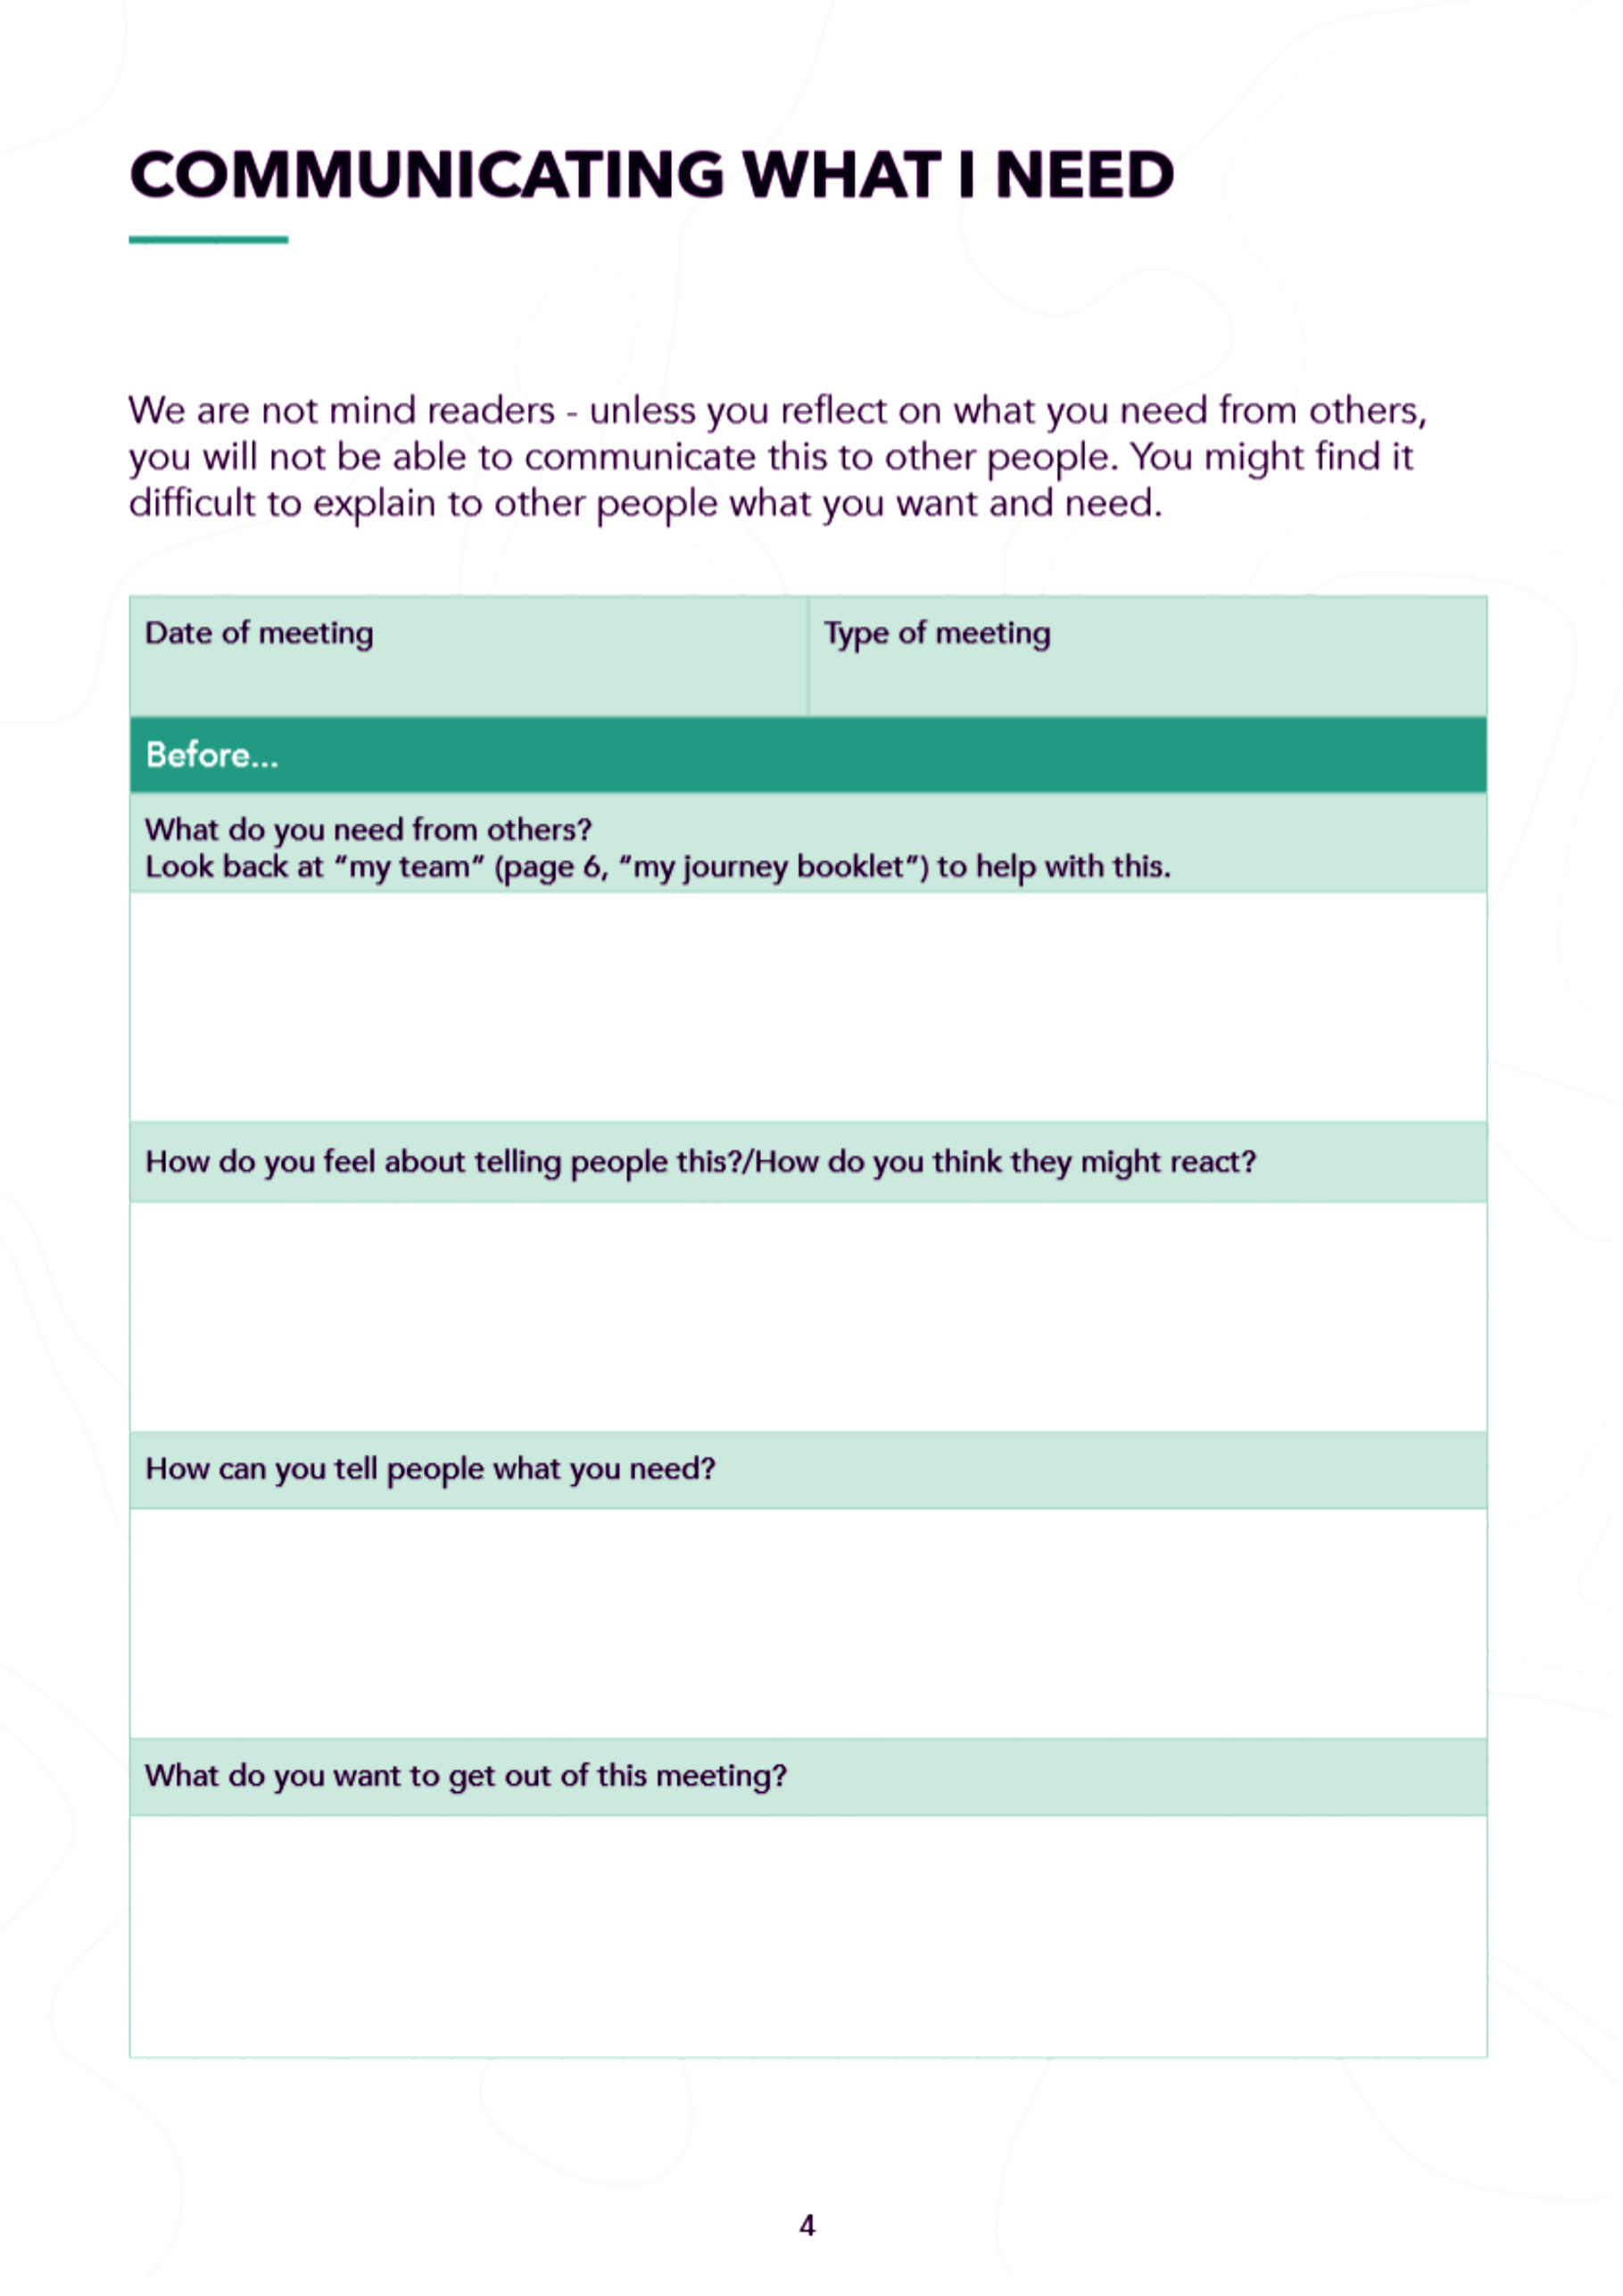 COMMUNICATING WHAT I NEED
We are not mind readers - unless you reflect on what you need from others,
you will not be able to communicate this to other people. You might find it
difficult to explain to other people what you want and need.
Date of meeting
Type of meeting
Before...
What do you need from others?
Look back at “my team” (page 6, “my journey booklet”) to help with this.
How do you feel about telling people this?/How do you think they might react?
How can you tell people what you need?
What do you want to get out of this meeting?
4